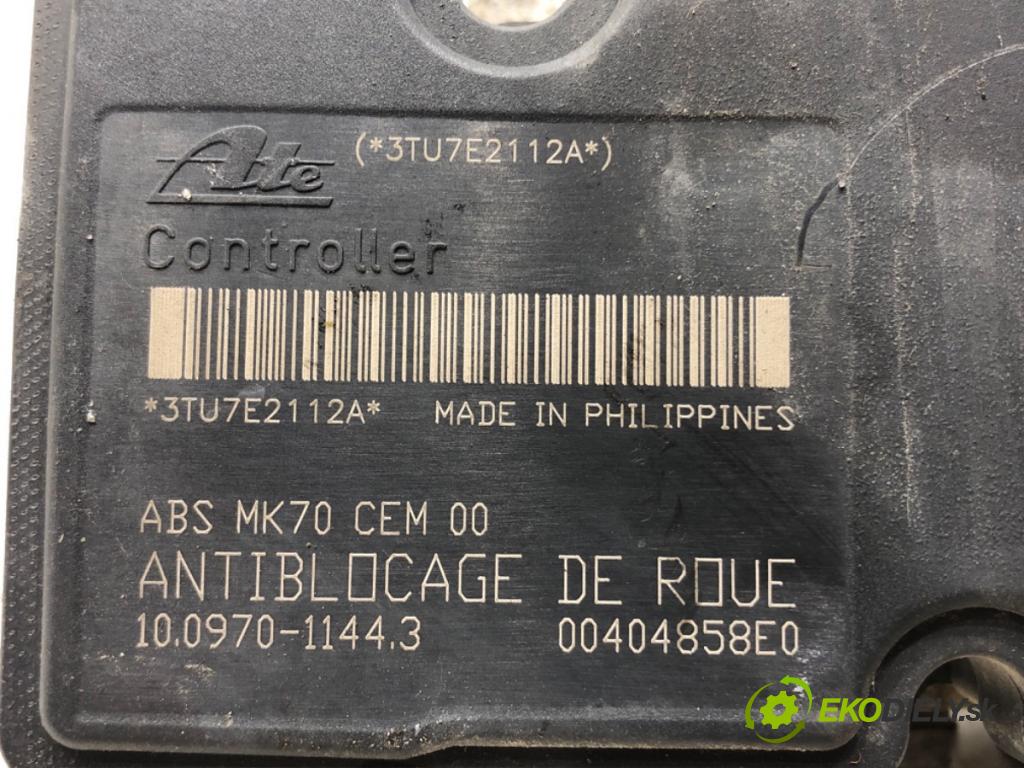 Ate (*3TU7E2112A*)
Controller
*3TU7E2112A* MADE IN PHILIPPINES
ABS MK70 CEM 00
ANTIBLOCAGE DE ROUE
10.0970-1144.3 00404858E0
EKODIELY.sk